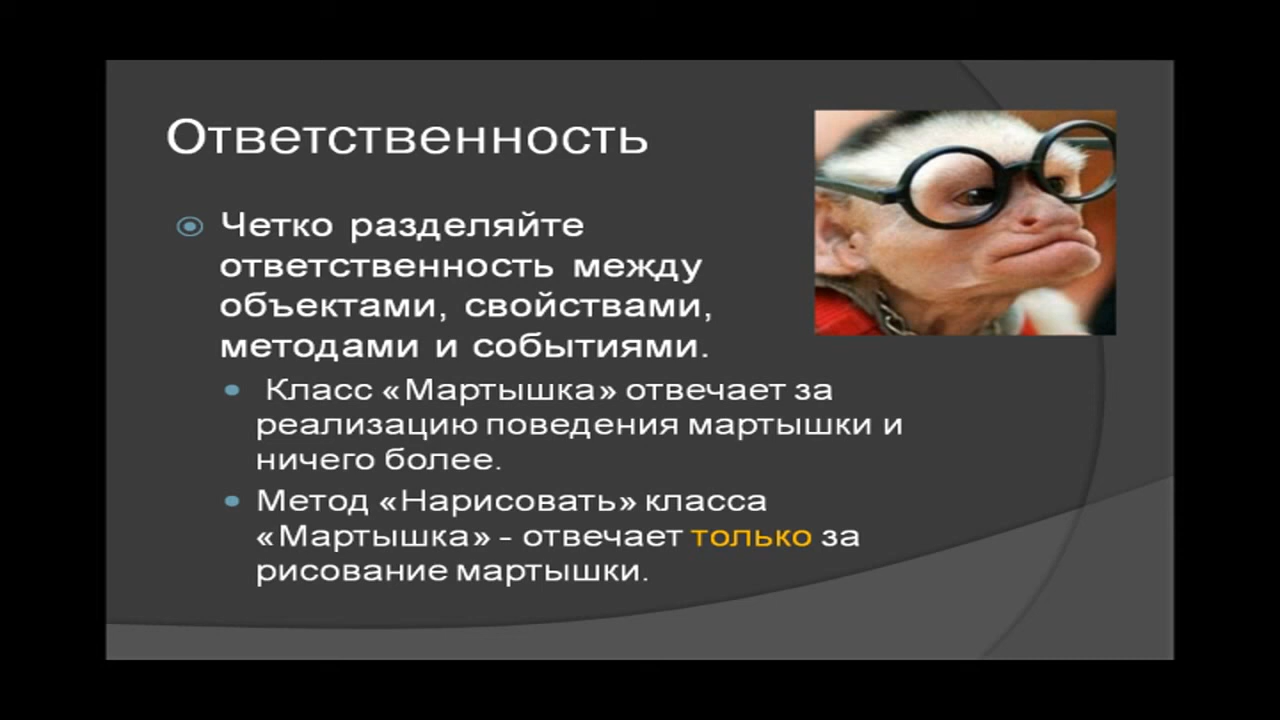 Ответственность
Четко разделяйте
ответственность между
объектами, свойствами,
методами и событиями.
Класс «Мартышка» отвечает за
реализацию поведения мартышки и
ничего более.
Метод «Нарисовать» класса
«Мартышка» - отвечает только за
рисование мартышки.